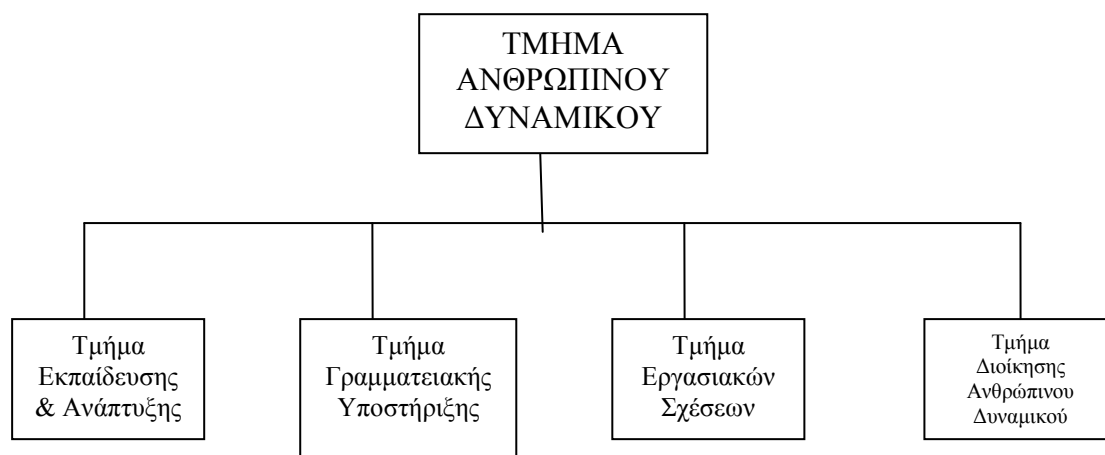 ΤΜΗΜΑ
ΑΝΘΡΩΠΙΝΟΥ
ΔΥΝΑΜΙΚΟΥ
Τμήμα
Εκπαίδευσης
& Ανάπτυξης
Τμήμα
Γραμματειακής
Υποστήριξης
Τμήμα
Εργασιακών
Σχέσεων
Τμήμα
Διοίκησης
Ανθρώπινου
Δυναμικού